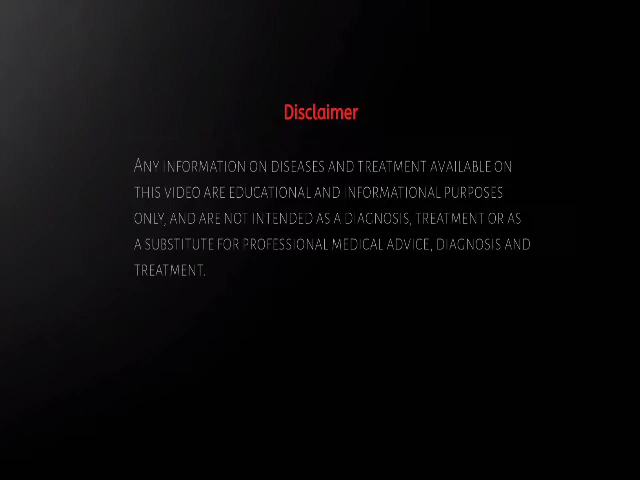 Disclaimer
ANY INFORMATION ON DISEASES AND TREATMENT AVAILABLE ON
THIS VIDEO ARE EDUCATIONAL AND INFORMATIONAL PURPOSES
ONLY, AND ARE NOT INTENDED AS A DIAGNOSIS, TREATMENT OR AS
A SUBSTITUTE FOR PROFESSIONAL MEDICAL ADVICE, DIAGNOSIS AND
TREATMENT.